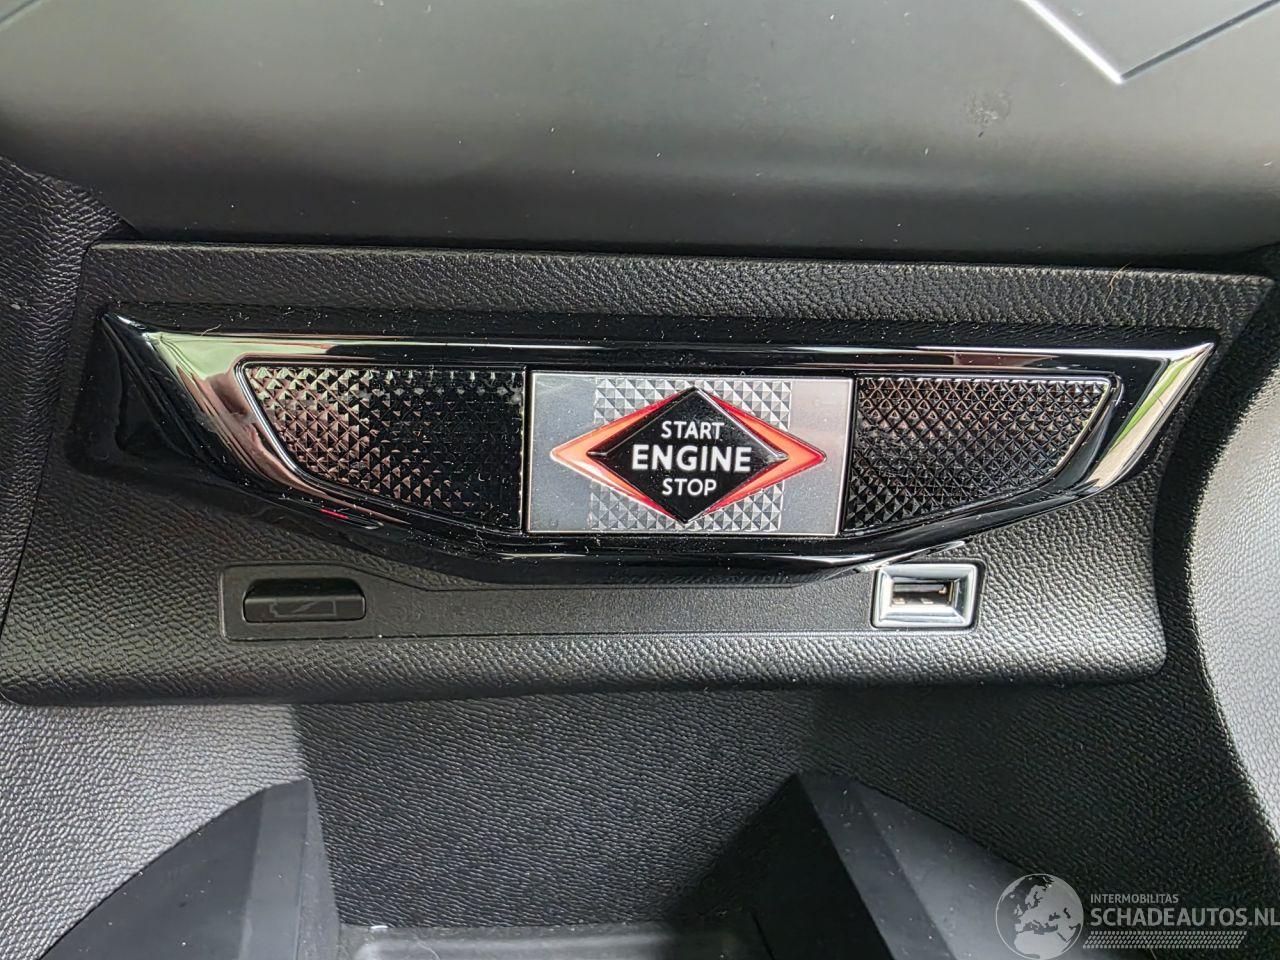 START
ENGINE
STOP
INTERMOBILITAS
SCHADEAUTOS.NL